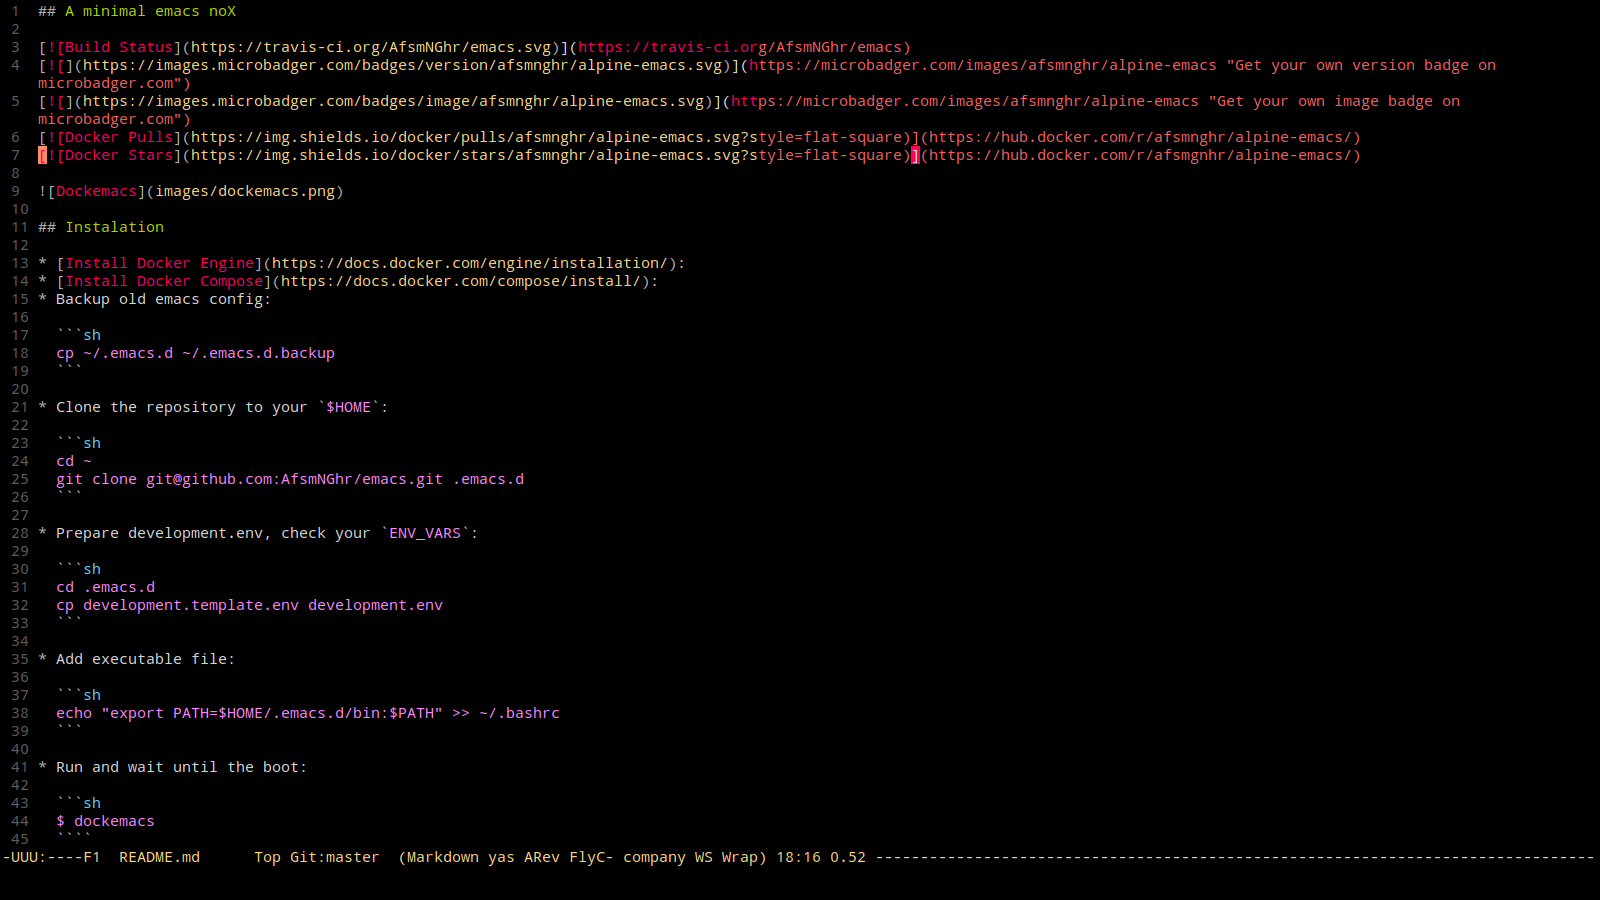 1 ## A minimal emacs noX
2
3 [![Build Status](https://travis-ci.org/AfsmNGhr/emacs.svg)](https://travis-ci.org/AfsmNGhr/emacs)
4 [![](https://images.microbadger.com/badges/version/afsmnghr/alpine-emacs.svg)](https://microbadger.com/images/afsmnghr/alpine-emacs "Get your own version badge on
microbadger.com")
5 [![](https://images.microbadger.com/badges/image/afsmnghr/alpine-emacs.svg)](https://microbadger.com/images/afsmnghr/alpine-emacs "Get your own image badge on
microbadger.com")
6 [![Docker Pulls](https://img.shields.io/docker/pulls/afsmnghr/alpine-emacs.svg?style=flat-square)](https://hub.docker.com/r/afsmnghr/alpine-emacs/)
7 [![Docker Stars](https://img.shields.io/docker/stars/afsmnghr/alpine-emacs.svg?style=flat-square)](https://hub.docker.com/r/afsmgnhr/alpine-emacs/)
8
9 ![Dockemacs](images/dockemacs.png)
10
11 ## Instalation
12
13 * [Install Docker Engine](https://docs.docker.com/engine/installation/):
14 * [Install Docker Compose](https://docs.docker.com/compose/install/):
15 * Backup old emacs config:
16
17   ```sh
18   cp ~/.emacs.d ~/.emacs.d.backup
19   ```
20
21 * Clone the repository to your `$HOME`:
22
23   ```sh
24   cd ~
25   git clone git@github.com:AfsmNGhr/emacs.git .emacs.d
26   ```
27
28 * Prepare development.env, check your `ENV_VARS`:
29
30   ```sh
31   cd .emacs.d
32   cp development.template.env development.env
33   ```
34
35 * Add executable file:
36
37   ```sh
38   echo "export PATH=$HOME/.emacs.d/bin:$PATH" >> ~/.bashrc
39   ```
40
41 * Run and wait until the boot:
42
43   ```sh
44   $ dockemacs
45   ````
-UUU:----F1  README.md      Top Git:master  (Markdown yas ARev FlyC- company WS Wrap) 18:16 0.52 --------------------------------------------------------------------------------